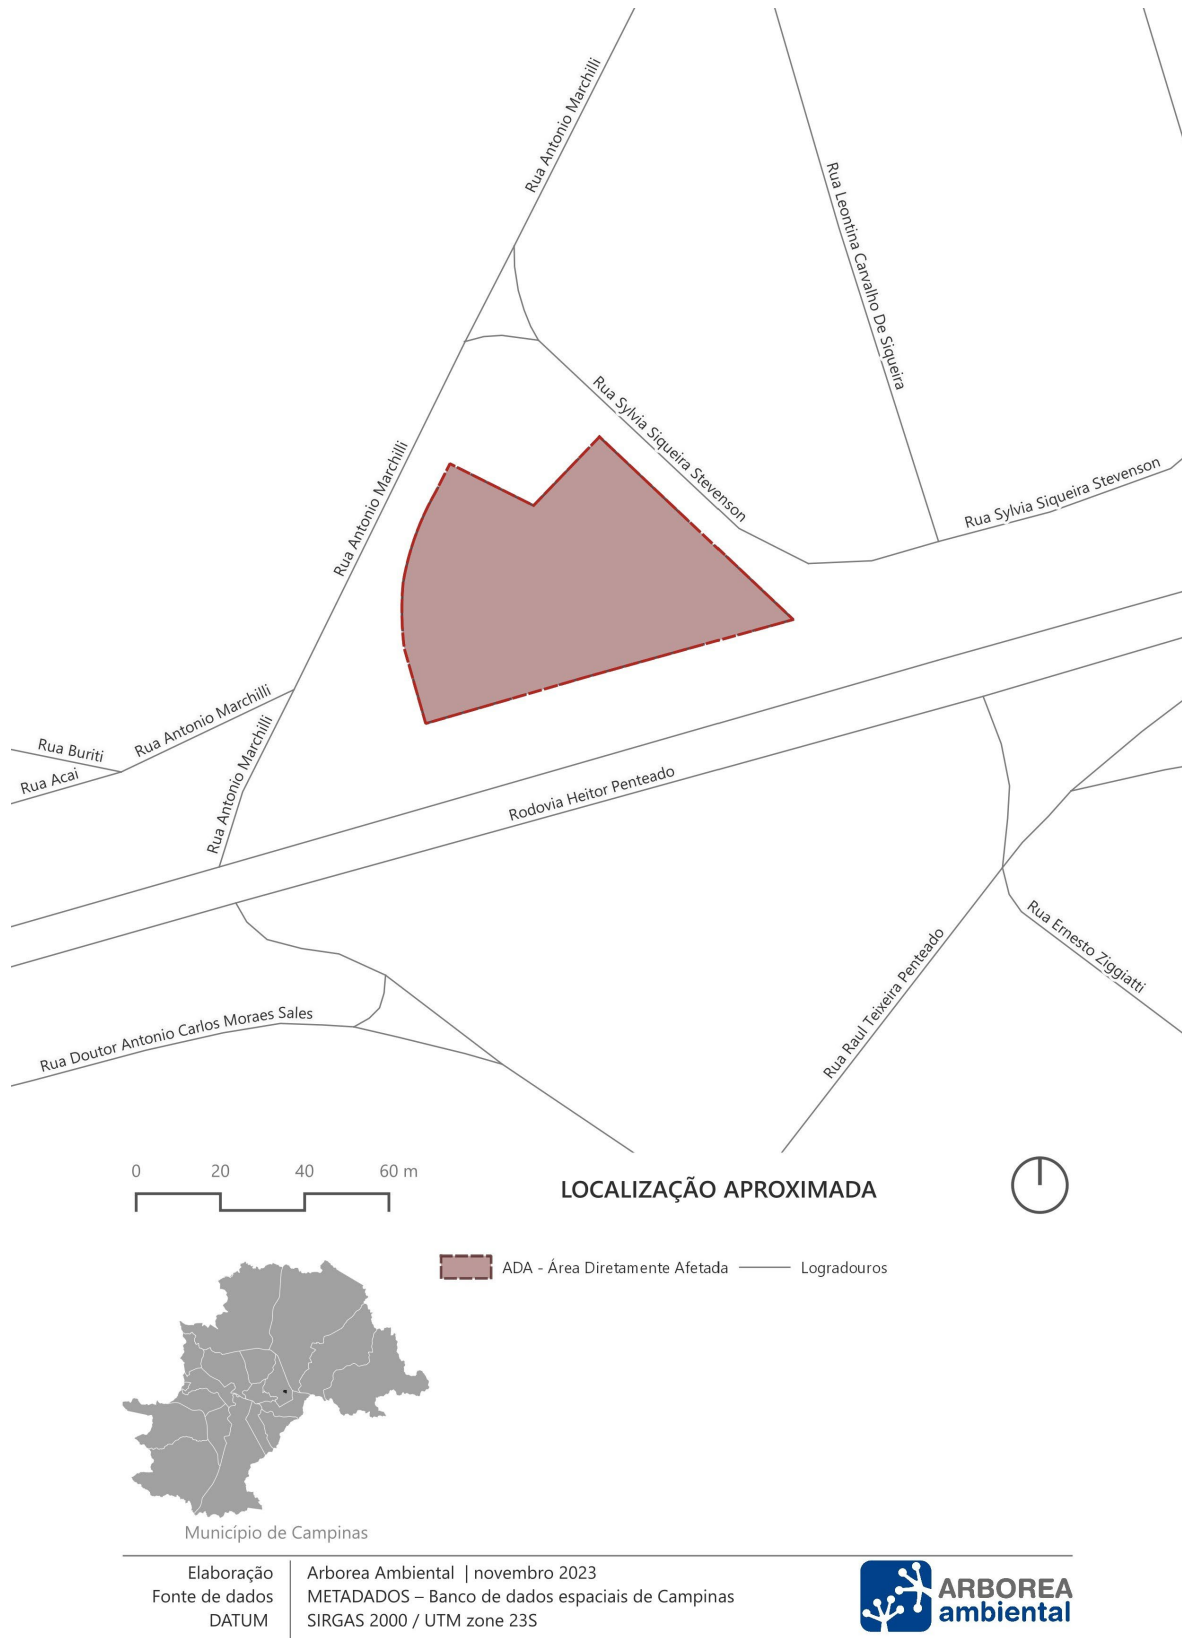 Rua Antonio Marchilli
Rua Leontina Carvalho De Siqueira
Rua Sylvia Siqueira Stevenson
Rua Antonio Marchilli
Rua Sylvia Siqueira Stevenson
Rua Antonio Marchilli
Rua Buriti
Rua Acai
Rua Antonio Marchilli
Rodovia Heitor Penteado
Rua Ernesto Ziggiatti
Rua Raul Teixeira Penteado
Rua Doutor Antonio Carlos Moraes Sales
0 20 40 60 m
LOCALIZAÇÃO APROXIMADA
ADA - Área Diretamente Afetada
Logradouros
Município de Campinas
Elaboração Arborea Ambiental | novembro 2023
Fonte de dados METADADOS – Banco de dados espaciais de Campinas
DATUM SIRGAS 2000 / UTM zone 23S
ARBOREA
ambiental